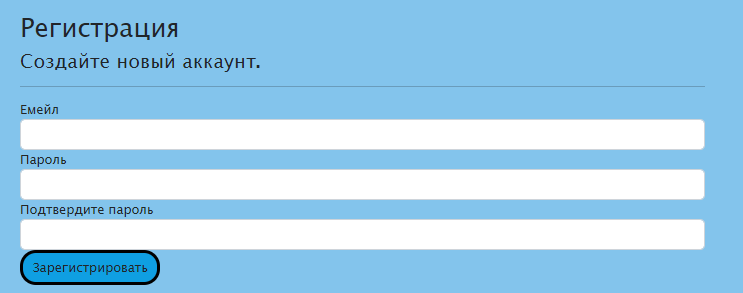 Регистрация
Создайте новый аккаунт.
Емейл
Пароль
Подтвердите пароль
Зарегистрировать